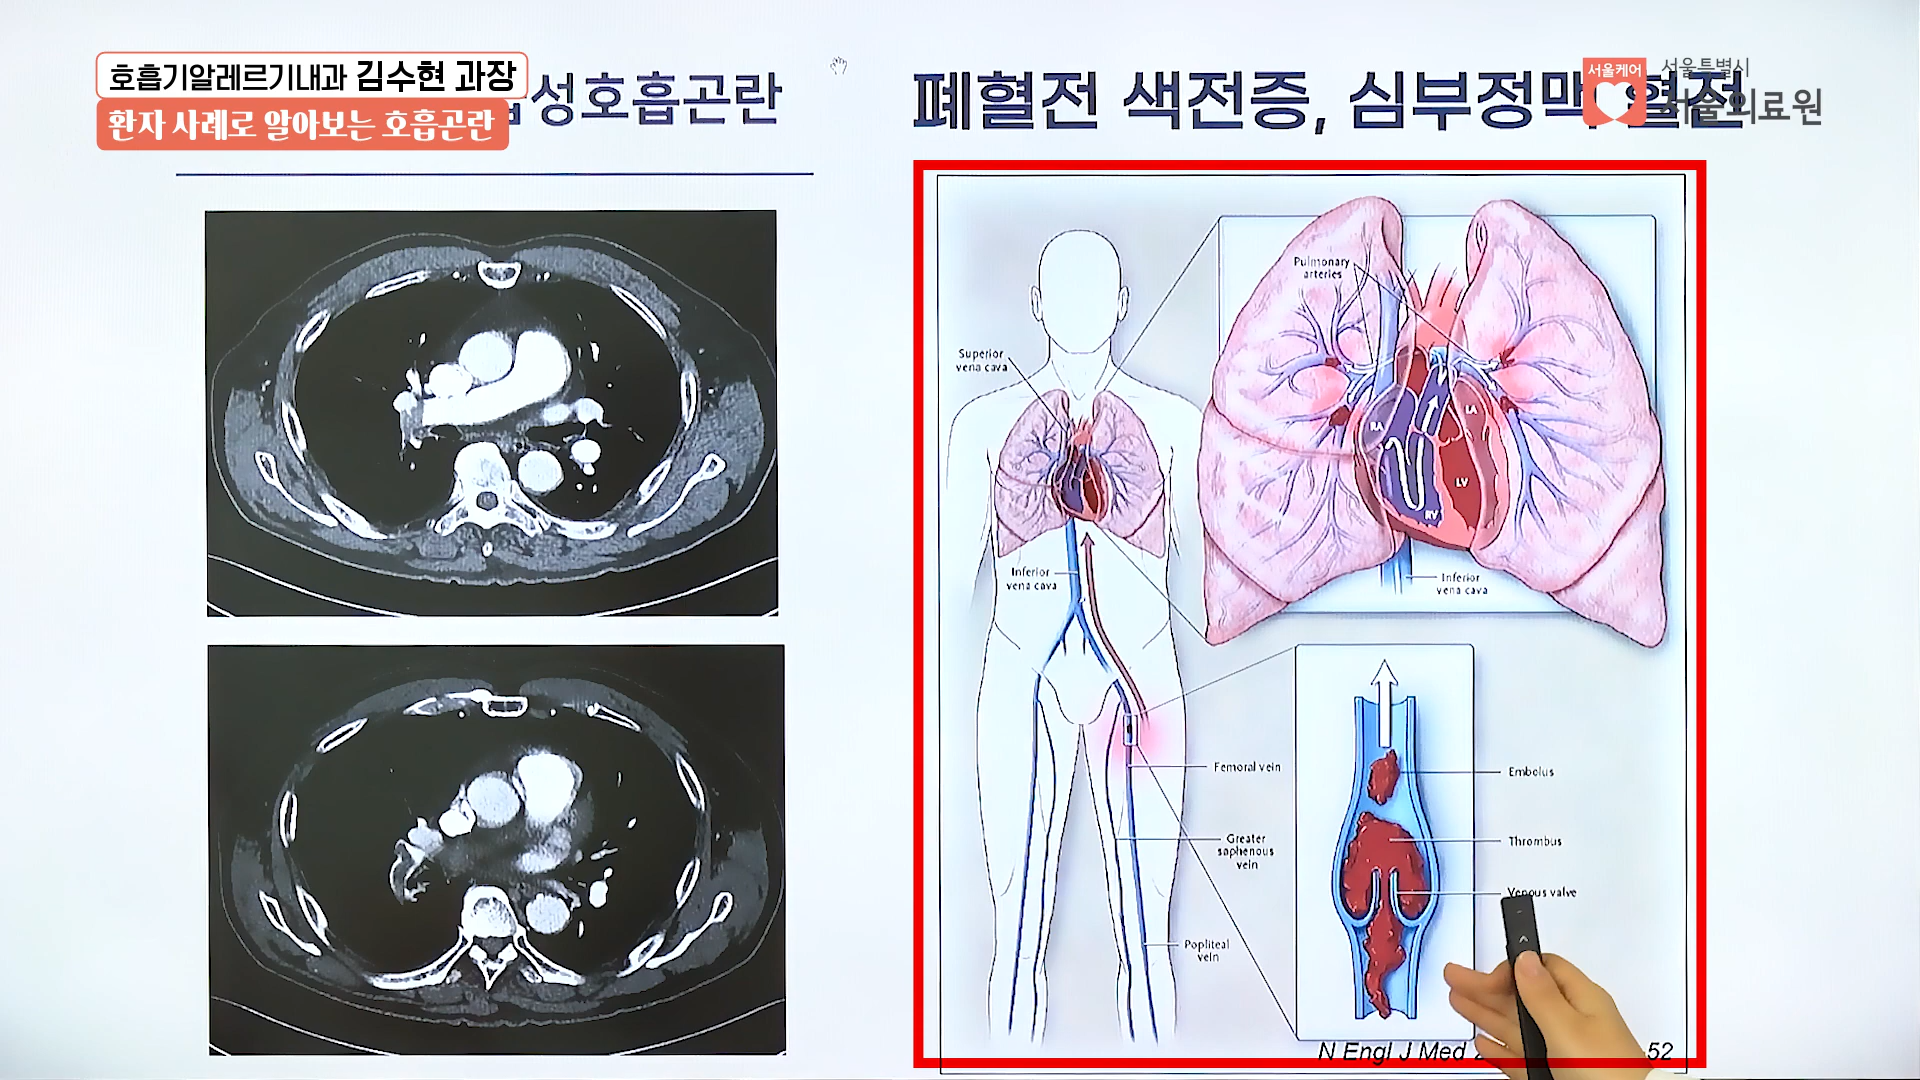 호흡기알레르기내과 김수현 과장
환자 사례로 알아보는 호흡곤란
성호흡곤란
폐혈전 색전증, 심부정맥 혈전
서울케어
서울특별시
서울의료원
Pulmonary
arteries
Superior
vena cava
RA
LA
LV
RV
Inferior
vena cava
Inferior
vena cava
Femoral vein
Embolus
Greater
saphenous
vein
Thrombus
Venous valve
Popliteal
vein
N Engl J Med
52